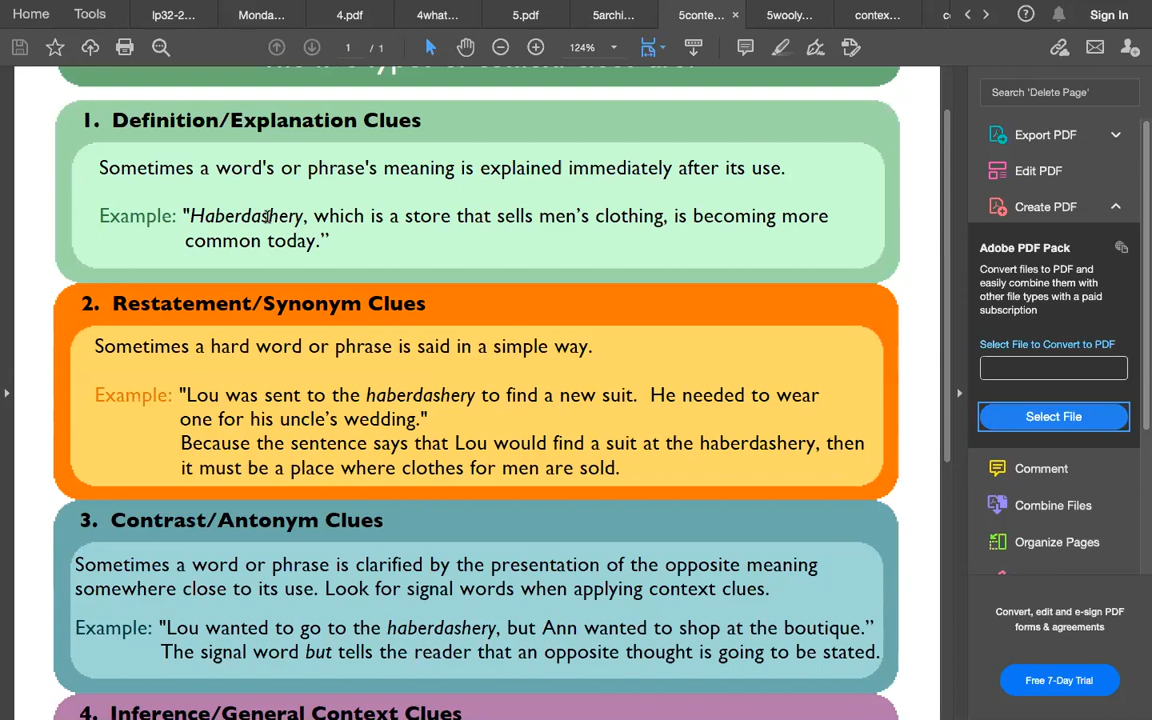 Home Tools lp32-2... Monda... 4.pdf 4what... 5.pdf 5archi... 5conte... × 5wooly... contex... Sign In
1 / 1 124%
1. Definition/Explanation Clues
Sometimes a word's or phrase's meaning is explained immediately after its use.
Example: "Haberdashery, which is a store that sells men’s clothing, is becoming more
common today.”
2. Restatement/Synonym Clues
Sometimes a hard word or phrase is said in a simple way.
Example: "Lou was sent to the haberdashery to find a new suit. He needed to wear
one for his uncle’s wedding."
Because the sentence says that Lou would find a suit at the haberdashery, then
it must be a place where clothes for men are sold.
3. Contrast/Antonym Clues
Sometimes a word or phrase is clarified by the presentation of the opposite meaning
somewhere close to its use. Look for signal words when applying context clues.
Example: "Lou wanted to go to the haberdashery, but Ann wanted to shop at the boutique.”
The signal word but tells the reader that an opposite thought is going to be stated.
4. Inference/General Context Clues
Search 'Delete Page'
Export PDF
Edit PDF
Create PDF
Adobe PDF Pack
Convert files to PDF and
easily combine them with
other file types with a paid
subscription
Select File to Convert to PDF
Select File
Comment
Combine Files
Organize Pages
Convert, edit and e-sign PDF
forms & agreements
Free 7-Day Trial